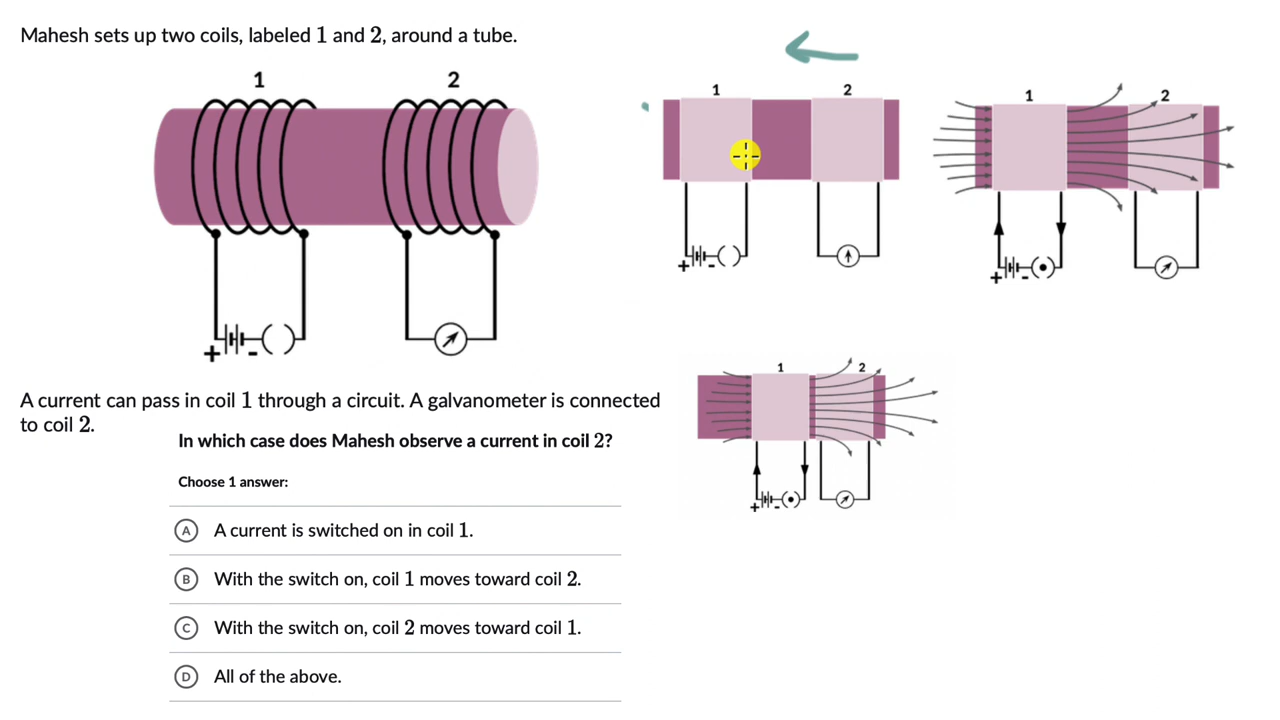 Mahesh sets up two coils, labeled 1 and 2, around a tube.
1
2
+
-
1
2
+
-
1
2
+
-
1
2
+
-
A current can pass in coil 1 through a circuit. A galvanometer is connected
to coil 2.
In which case does Mahesh observe a current in coil 2?
Choose 1 answer:
A A current is switched on in coil 1.
B With the switch on, coil 1 moves toward coil 2.
C With the switch on, coil 2 moves toward coil 1.
D All of the above.